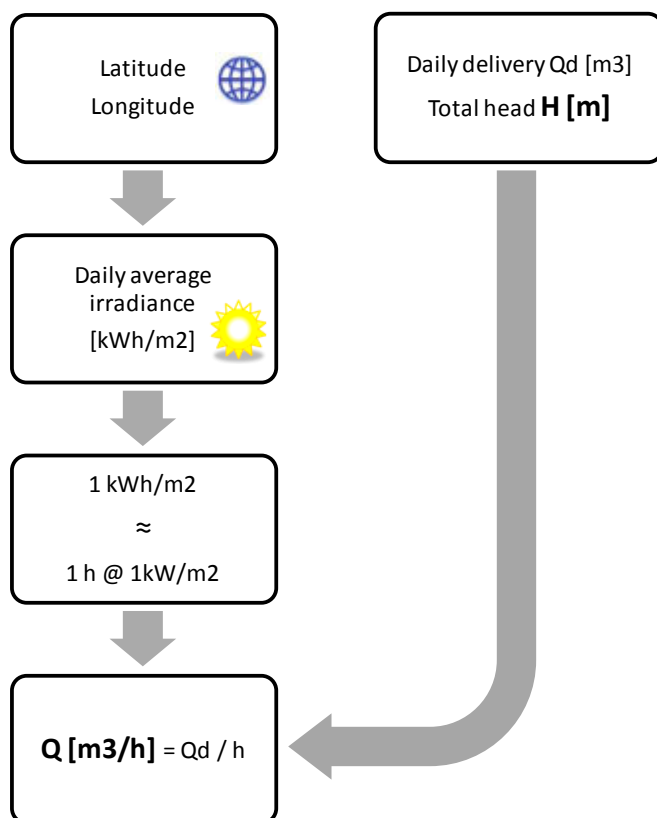 Latitude
Longitude
Daily delivery Qd [m3]
Total head H [m]
Daily average
irradiance
[kWh/m2]
1 kWh/m2
≈
1 h @ 1kW/m2
Q [m3/h] = Qd / h